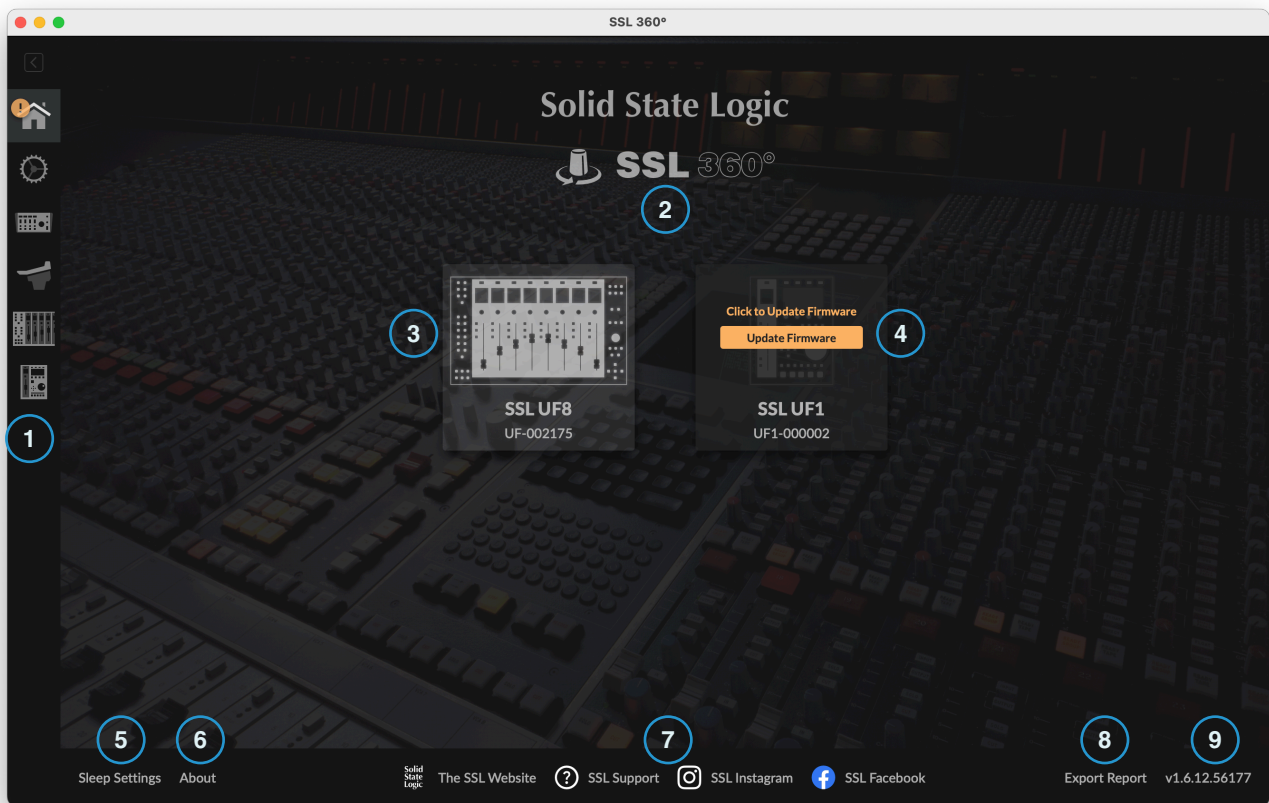 SSL 360°
!
Solid State Logic
SSL 360°
2
3
Click to Update Firmware
Update Firmware
4
SSL UF8
UF-002175
SSL UF1
UF1-000002
1
5
6
7
8
9
Sleep Settings
About
Solid
State
Logic
The SSL Website
?
SSL Support
SSL Instagram
f
SSL Facebook
Export Report
v1.6.12.56177